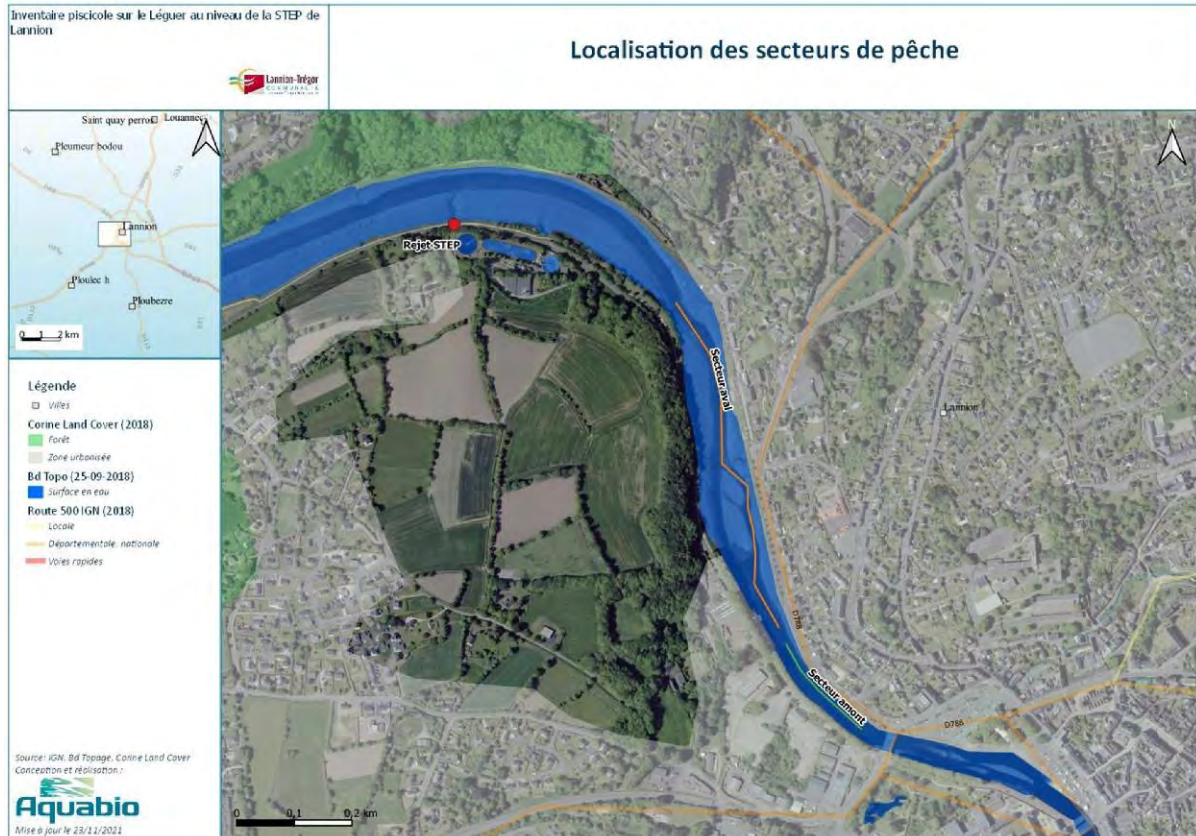 Inventaire piscicole sur le Léguer au niveau de la STEP de
Lannion
Lannion-Trégor
COMMUNAUTÉ
Localisation des secteurs de pêche
Saint quay perros
Louannec
Pleumeur bodou
Lannion
Ploulec h
Ploubezre
0 1 2 km
Légende
Villes
Corine Land Cover (2018)
Forêt
Zone urbanisée
Bd Topo (25-09-2018)
Surface en eau
Route 500 IGN (2018)
Locale
Départementale, nationale
Voies rapides
Source: IGN, Bd Topage, Corine Land Cover
Conception et réalisation :
Aquabio
Mise à jour le 23/11/2021
N
Rejet STEP
Secteur aval
Lannion
D788
Secteur amont
D786
0 0,1 0,2 km